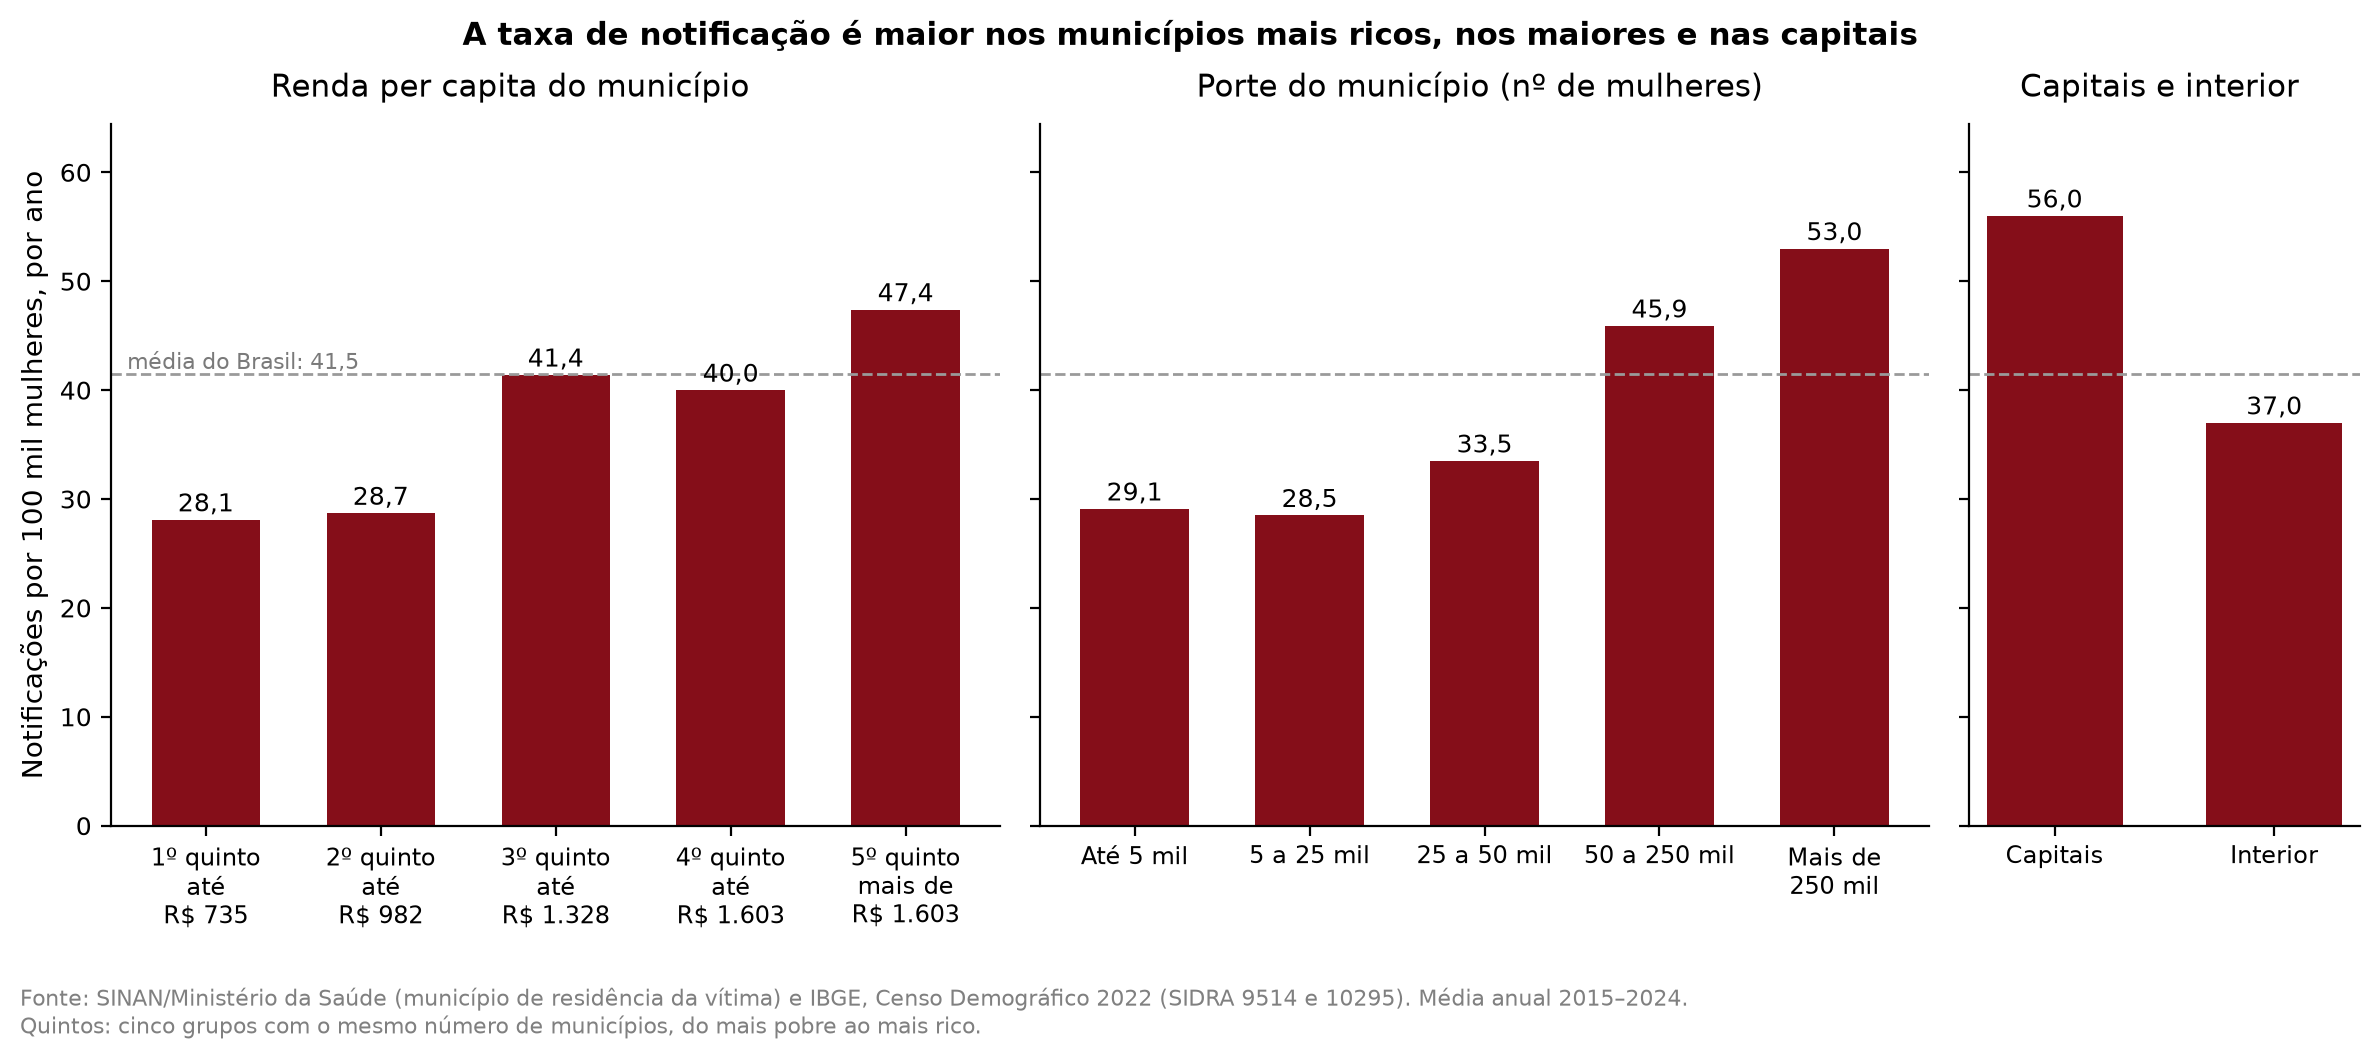 A taxa de notificação é maior nos municípios mais ricos, nos maiores e nas capitais
Renda per capita do município
Notificações por 100 mil mulheres, por ano
60
50
40
30
20
10
0
média do Brasil: 41,5
28,1
28,7
41,4
40,0
47,4
1º quinto
até
R$ 735
2º quinto
até
R$ 982
3º quinto
até
R$ 1.328
4º quinto
até
R$ 1.603
5º quinto
mais de
R$ 1.603
Porte do município (nº de mulheres)
29,1
28,5
33,5
45,9
53,0
Até 5 mil
5 a 25 mil
25 a 50 mil
50 a 250 mil
Mais de
250 mil
Capitais e interior
56,0
37,0
Capitais
Interior
Fonte: SINAN/Ministério da Saúde (município de residência da vítima) e IBGE, Censo Demográfico 2022 (SIDRA 9514 e 10295). Média anual 2015–2024.
Quintos: cinco grupos com o mesmo número de municípios, do mais pobre ao mais rico.